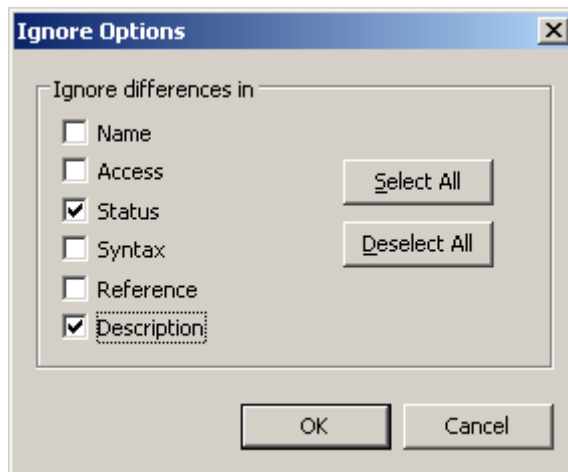 Ignore Options
Ignore differences in
Name
Access
Select All
Status
Syntax
Deselect All
Reference
Description
OK
Cancel